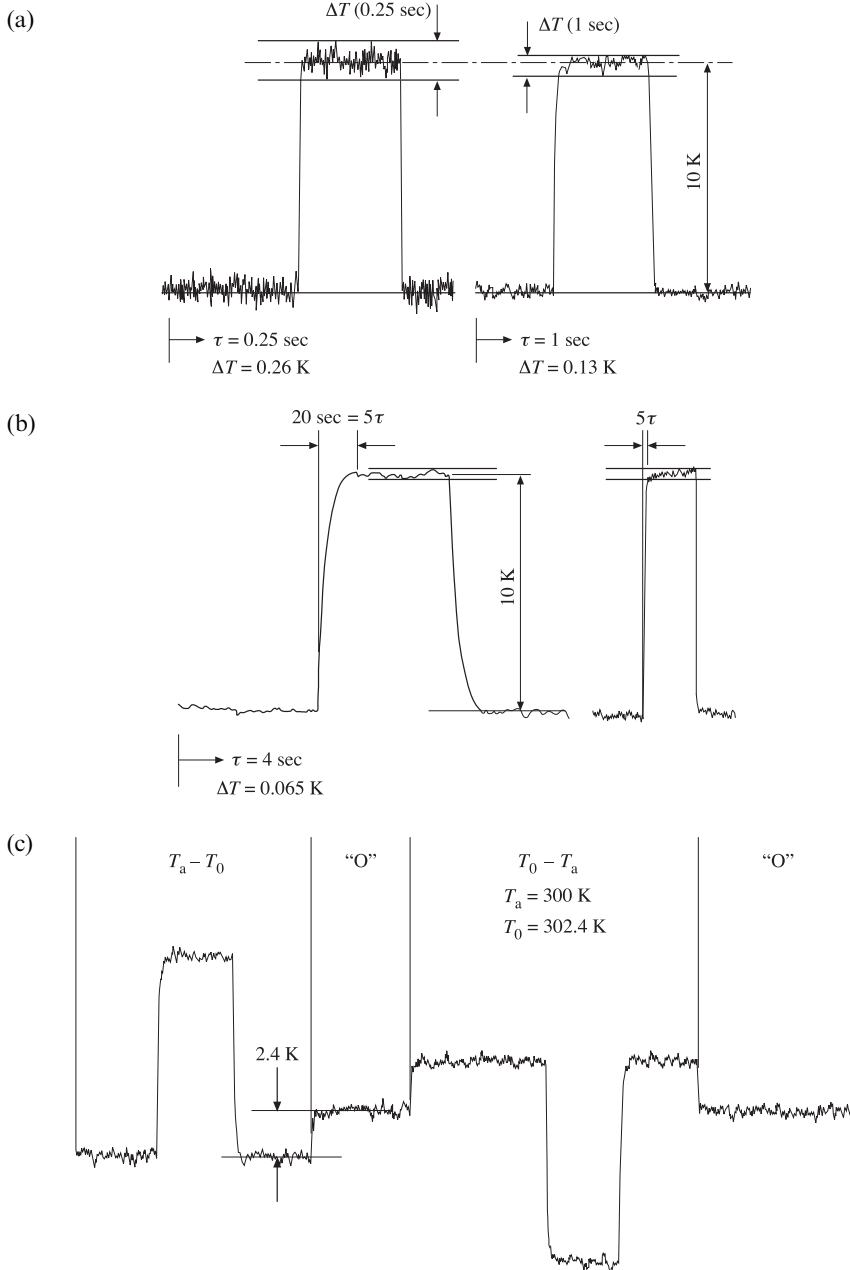 (a)
ΔT (0.25 sec)
ΔT (1 sec)
10 K
τ = 0.25 sec
ΔT = 0.26 K
τ = 1 sec
ΔT = 0.13 K
(b)
20 sec = 5τ
5τ
10 K
τ = 4 sec
ΔT = 0.065 K
(c)
Ta – T0
“O”
T0 – Ta
“O”
Ta = 300 K
T0 = 302.4 K
2.4 K